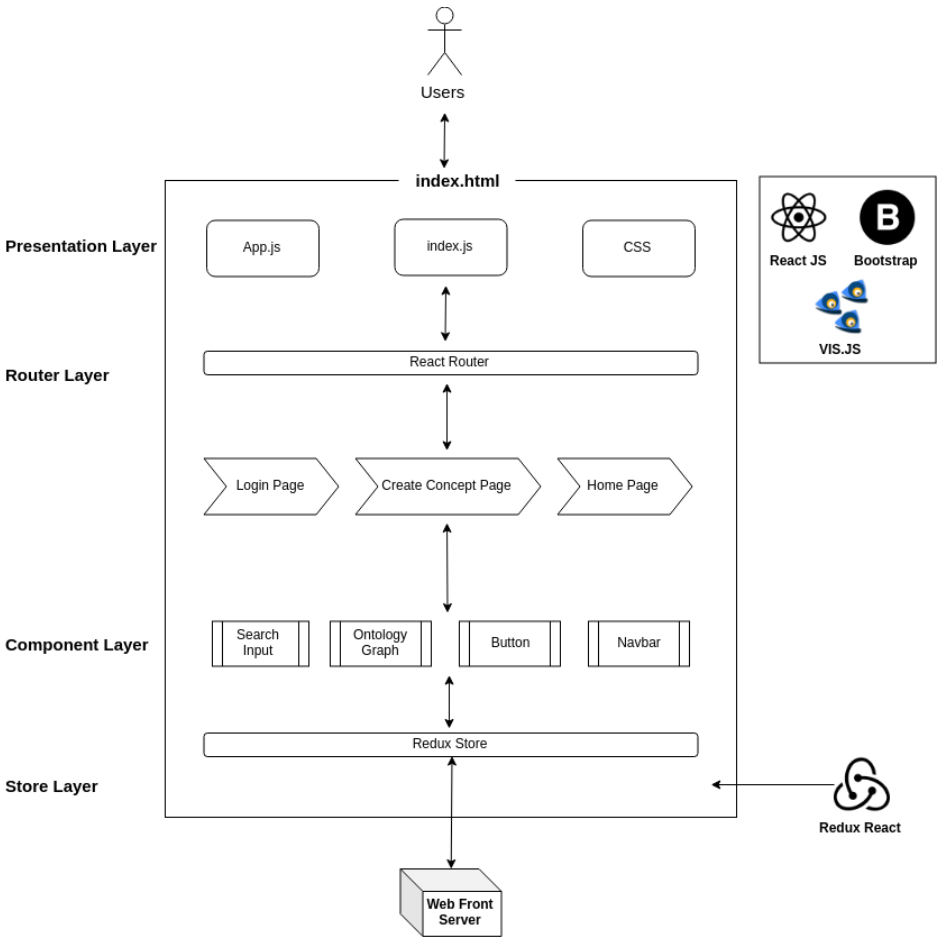 Users
index.html
Presentation Layer
App.js
index.js
CSS
B
React JS
Bootstrap
VIS.JS
React Router
Router Layer
Login Page
Create Concept Page
Home Page
Component Layer
Search
Input
Ontology
Graph
Button
Navbar
Redux Store
Store Layer
Redux React
Web Front
Server